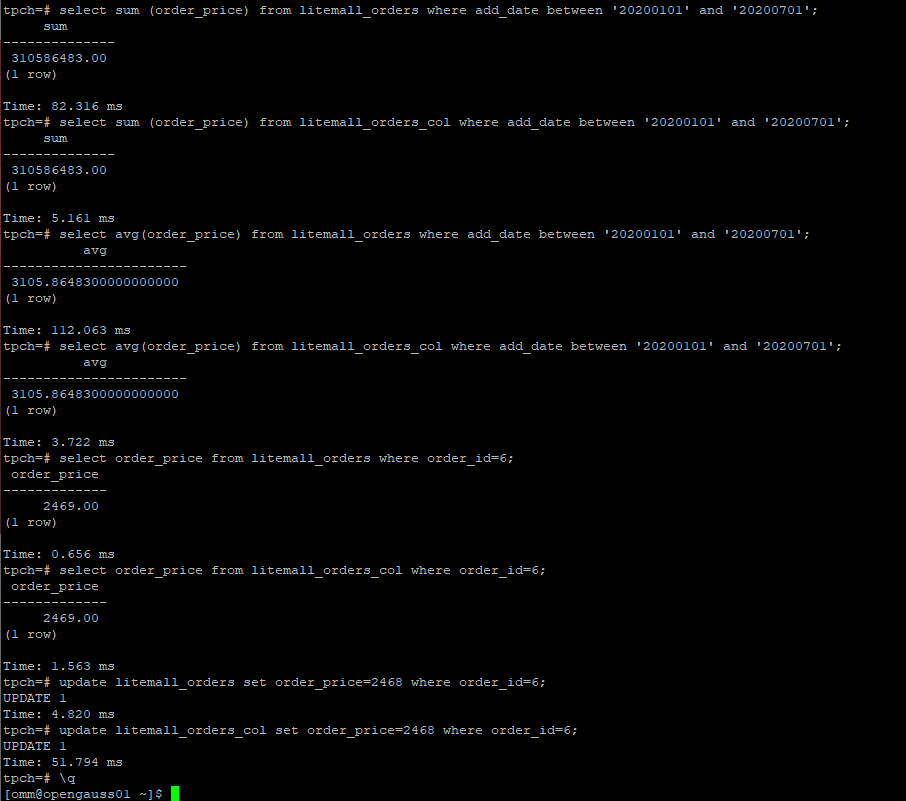 tpch=# select sum (order_price) from litemall_orders where add_date between '20200101' and '20200701';
     sum
--------------
 310586483.00
(1 row)

Time: 82.316 ms
tpch=# select sum (order_price) from litemall_orders_col where add_date between '20200101' and '20200701';
     sum
--------------
 310586483.00
(1 row)

Time: 5.161 ms
tpch=# select avg(order_price) from litemall_orders where add_date between '20200101' and '20200701';
          avg
-----------------------
 3105.8648300000000000
(1 row)

Time: 112.063 ms
tpch=# select avg(order_price) from litemall_orders_col where add_date between '20200101' and '20200701';
          avg
-----------------------
 3105.8648300000000000
(1 row)

Time: 3.722 ms
tpch=# select order_price from litemall_orders where order_id=6;
 order_price
-------------
     2469.00
(1 row)

Time: 0.656 ms
tpch=# select order_price from litemall_orders_col where order_id=6;
 order_price
-------------
     2469.00
(1 row)

Time: 1.563 ms
tpch=# update litemall_orders set order_price=2468 where order_id=6;
UPDATE 1
Time: 4.820 ms
tpch=# update litemall_orders_col set order_price=2468 where order_id=6;
UPDATE 1
Time: 51.794 ms
tpch=# \q
[omm@opengauss01 ~]$